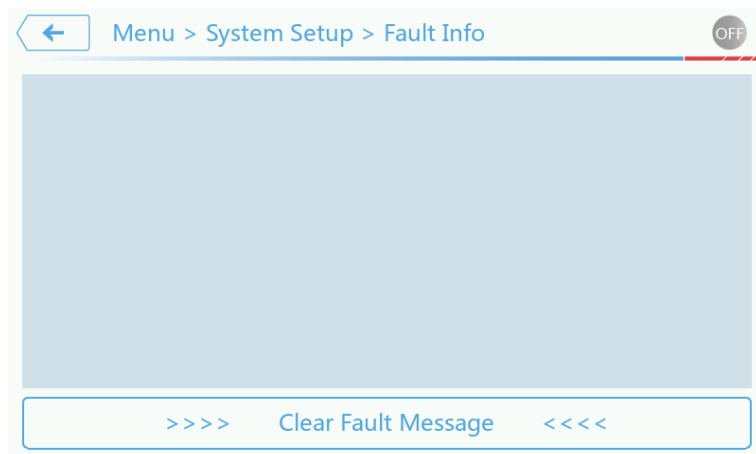 Menu > System Setup > Fault Info
OFF
>>>> Clear Fault Message <<<<